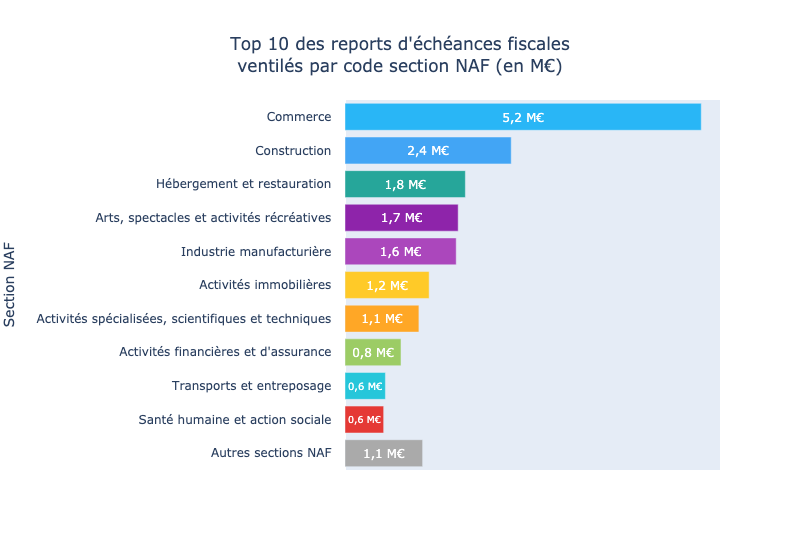 Top 10 des reports d'échéances fiscales
ventilés par code section NAF (en M€)
Section NAF
Commerce 5,2 M€
Construction 2,4 M€
Hébergement et restauration 1,8 M€
Arts, spectacles et activités récréatives 1,7 M€
Industrie manufacturière 1,6 M€
Activités immobilières 1,2 M€
Activités spécialisées, scientifiques et techniques 1,1 M€
Activités financières et d'assurance 0,8 M€
Transports et entreposage 0,6 M€
Santé humaine et action sociale 0,6 M€
Autres sections NAF 1,1 M€